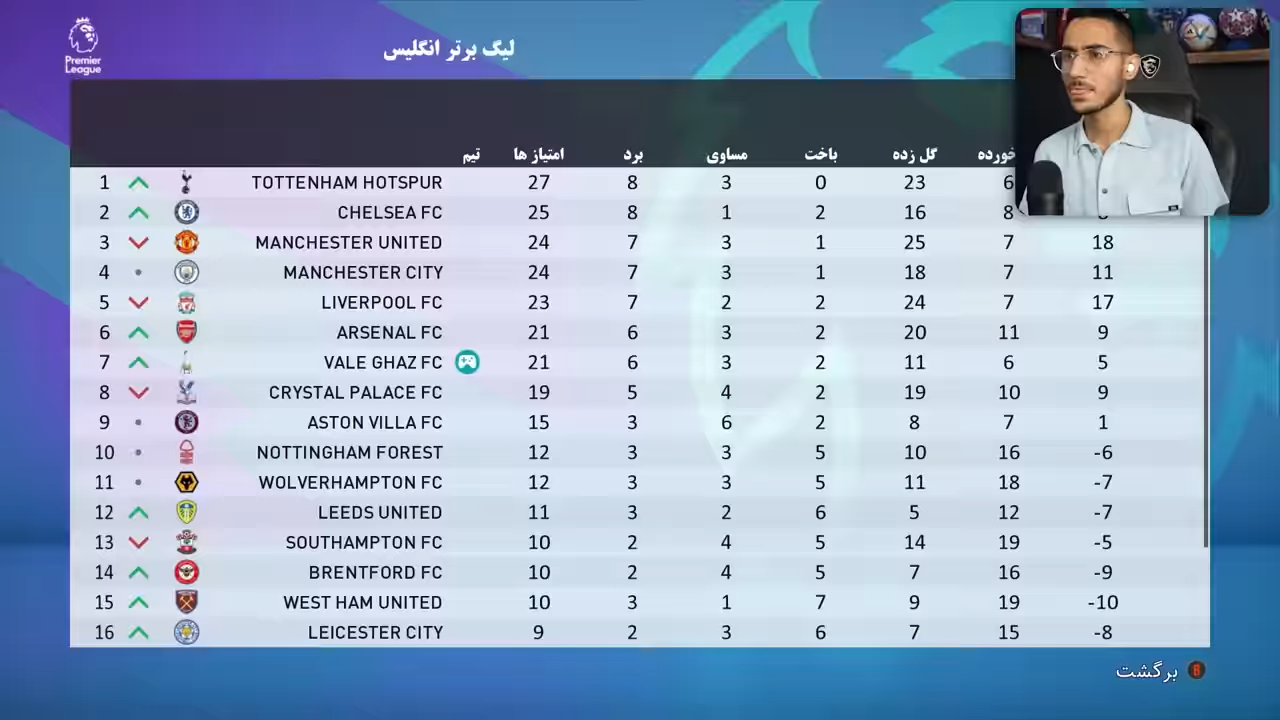 Premier
League
لیگ برتر انگلیس
تیم امتیاز ها برد مساوی باخت گل زده خورده
1 TOTTENHAM HOTSPUR 27 8 3 0 23 6
2 CHELSEA FC 25 8 1 2 16 8
3 MANCHESTER UNITED 24 7 3 1 25 7 18
4 MANCHESTER CITY 24 7 3 1 18 7 11
5 LIVERPOOL FC 23 7 2 2 24 7 17
6 ARSENAL FC 21 6 3 2 20 11 9
7 VALE GHAZ FC 21 6 3 2 11 6 5
8 CRYSTAL PALACE FC 19 5 4 2 19 10 9
9 ASTON VILLA FC 15 3 6 2 8 7 1
10 NOTTINGHAM FOREST 12 3 3 5 10 16 -6
11 WOLVERHAMPTON FC 12 3 3 5 11 18 -7
12 LEEDS UNITED 11 3 2 6 5 12 -7
13 SOUTHAMPTON FC 10 2 4 5 14 19 -5
14 BRENTFORD FC 10 2 4 5 7 16 -9
15 WEST HAM UNITED 10 3 1 7 9 19 -10
16 LEICESTER CITY 9 2 3 6 7 15 -8
برگشت B